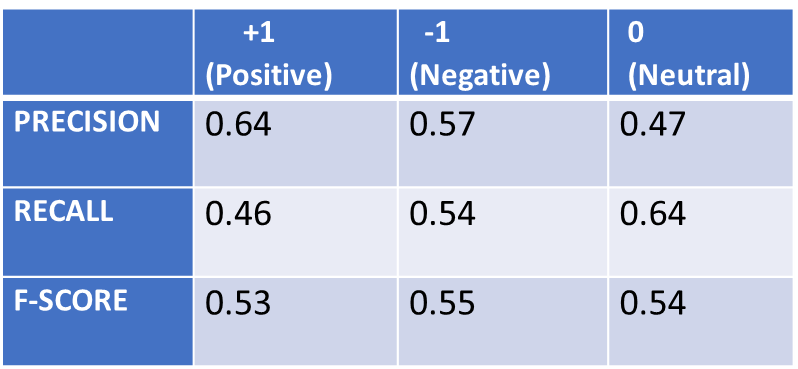 +1 -1 0
(Positive) (Negative) (Neutral)
PRECISION 0.64 0.57 0.47
RECALL 0.46 0.54 0.64
F-SCORE 0.53 0.55 0.54